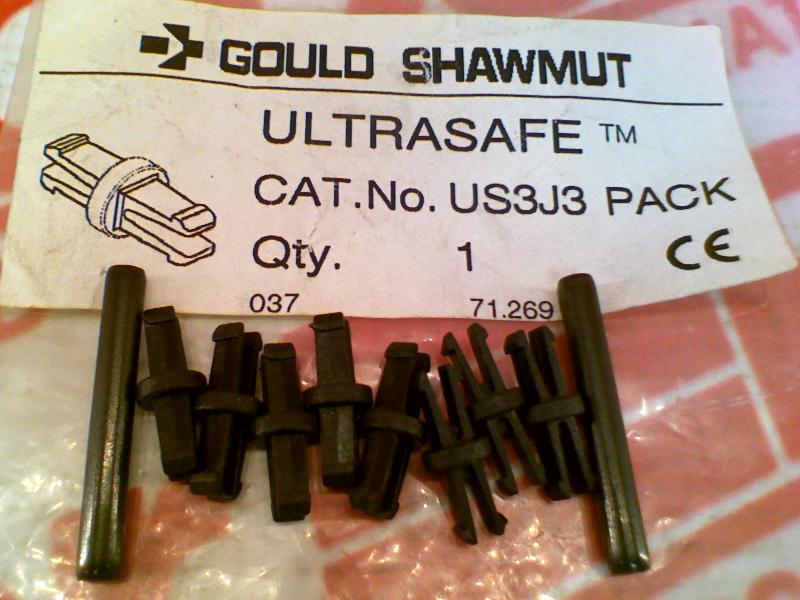 GOULD SHAWMUT
ULTRASAFE ™
CAT.No. US3J3 PACK
Qty. 1 CE
037 71.269